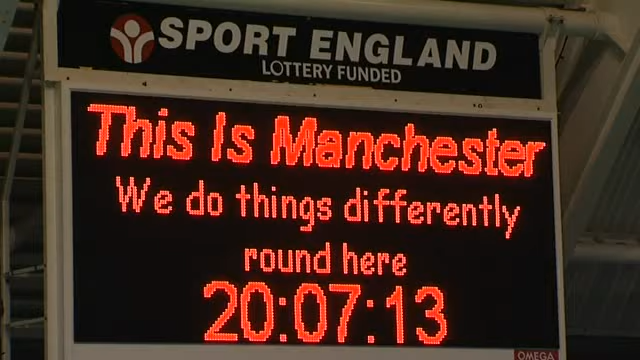 SPORT ENGLAND
LOTTERY FUNDED
This Is Manchester
We do things differently
round here
20:07:13
OMEGA